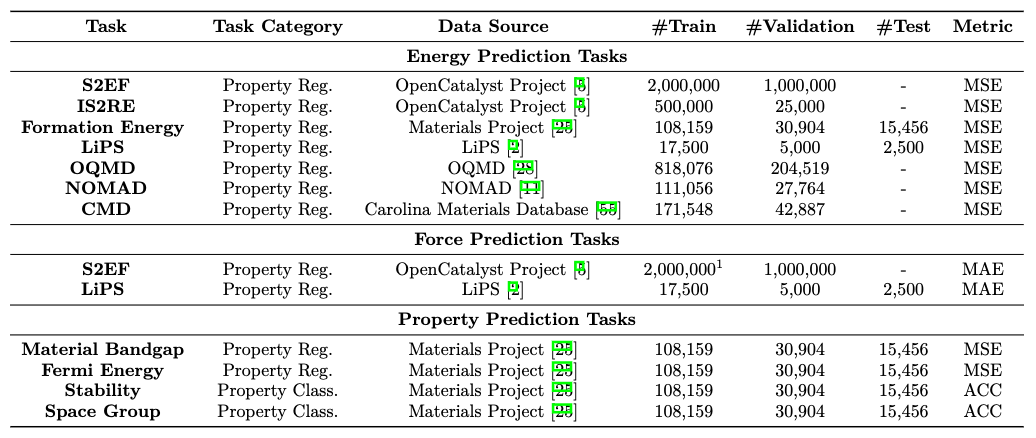 Task Task Category Data Source #Train #Validation #Test Metric
Energy Prediction Tasks
S2EF Property Reg. OpenCatalyst Project [5] 2,000,000 1,000,000 - MSE
IS2RE Property Reg. OpenCatalyst Project [5] 500,000 25,000 - MSE
Formation Energy Property Reg. Materials Project [25] 108,159 30,904 15,456 MSE
LiPS Property Reg. LiPS [2] 17,500 5,000 2,500 MSE
OQMD Property Reg. OQMD [28] 818,076 204,519 - MSE
NOMAD Property Reg. NOMAD [11] 111,056 27,764 - MSE
CMD Property Reg. Carolina Materials Database [55] 171,548 42,887 - MSE
Force Prediction Tasks
S2EF Property Reg. OpenCatalyst Project [5] 2,000,000¹ 1,000,000 - MAE
LiPS Property Reg. LiPS [2] 17,500 5,000 2,500 MAE
Property Prediction Tasks
Material Bandgap Property Reg. Materials Project [25] 108,159 30,904 15,456 MSE
Fermi Energy Property Reg. Materials Project [25] 108,159 30,904 15,456 MSE
Stability Property Class. Materials Project [25] 108,159 30,904 15,456 ACC
Space Group Property Class. Materials Project [25] 108,159 30,904 15,456 ACC